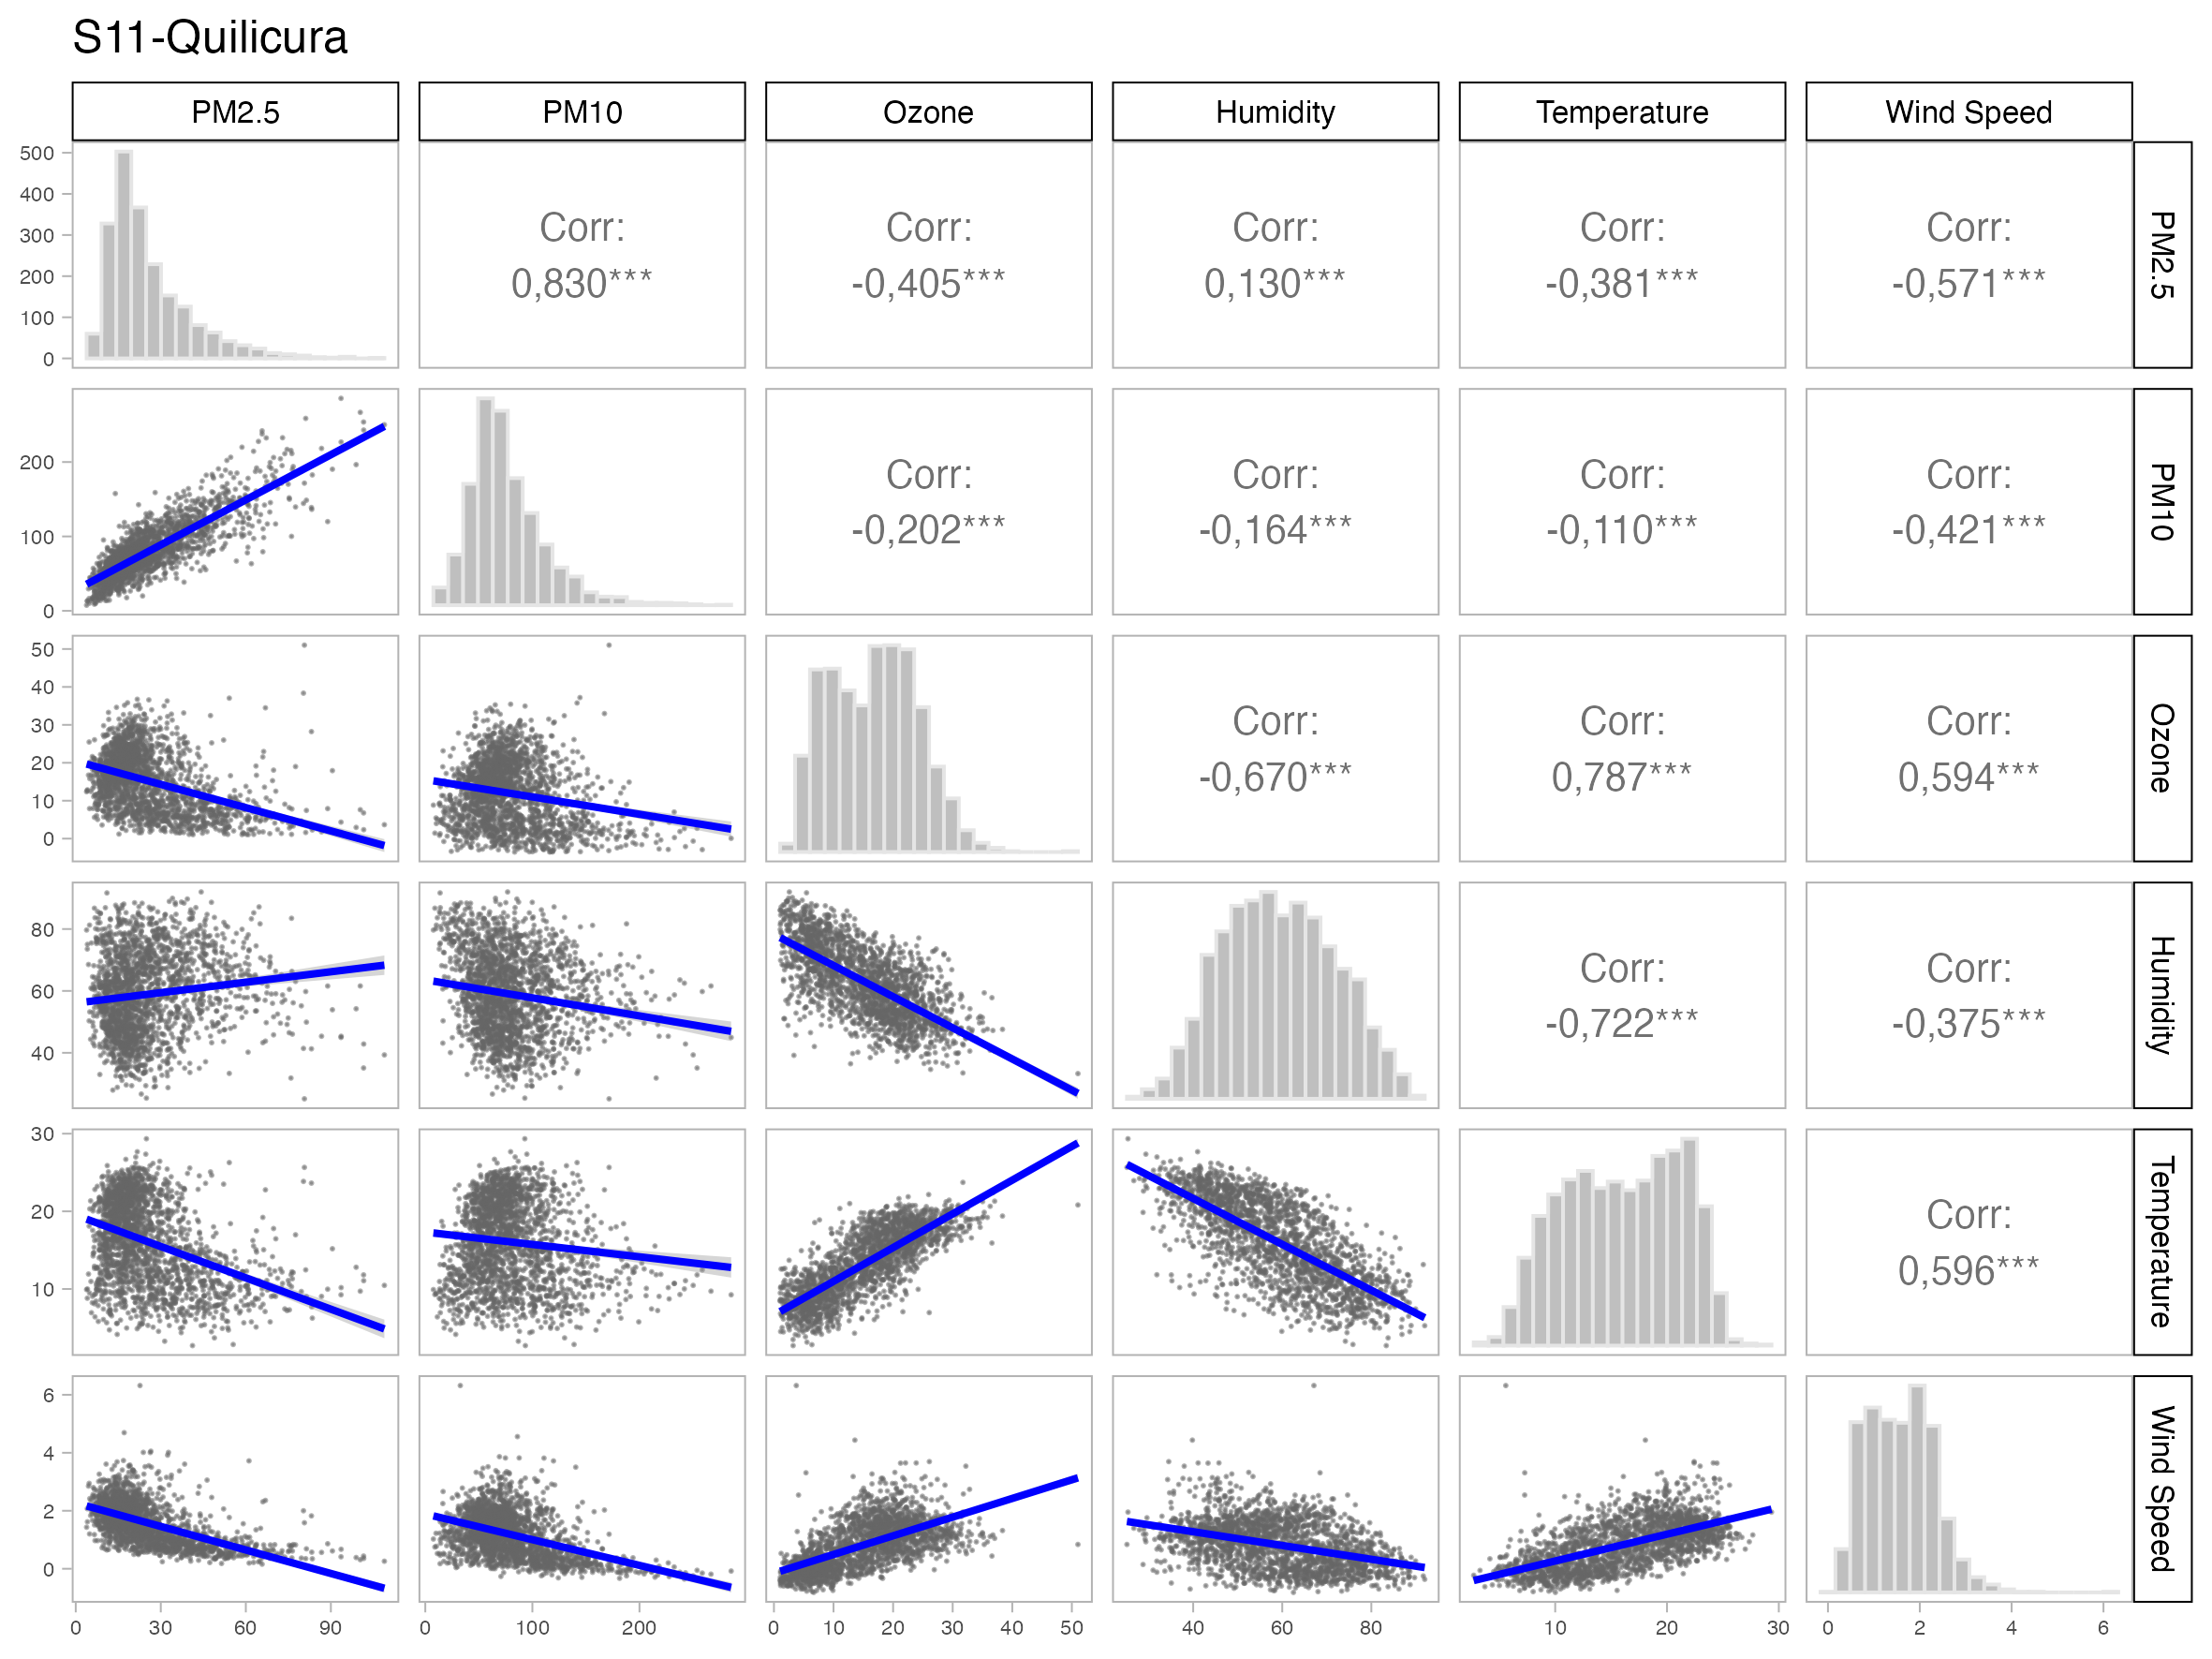 S11-Quilicura
PM2.5 PM10 Ozone Humidity Temperature Wind Speed
500
400
300
200
100
0
Corr: Corr: Corr: Corr: Corr:
0,830*** -0,405*** 0,130*** -0,381*** -0,571***
PM2.5
200
100
0
Corr: Corr: Corr: Corr:
-0,202*** -0,164*** -0,110*** -0,421***
PM10
50
40
30
20
10
0
Corr: Corr: Corr:
-0,670*** 0,787*** 0,594***
Ozone
80
60
40
Corr: Corr:
-0,722*** -0,375***
Humidity
30
20
10
Corr:
0,596***
Temperature
6
4
2
0
Wind Speed
0 30 60 90 0 100 200 0 10 20 30 40 50 40 60 80 10 20 30 0 2 4 6